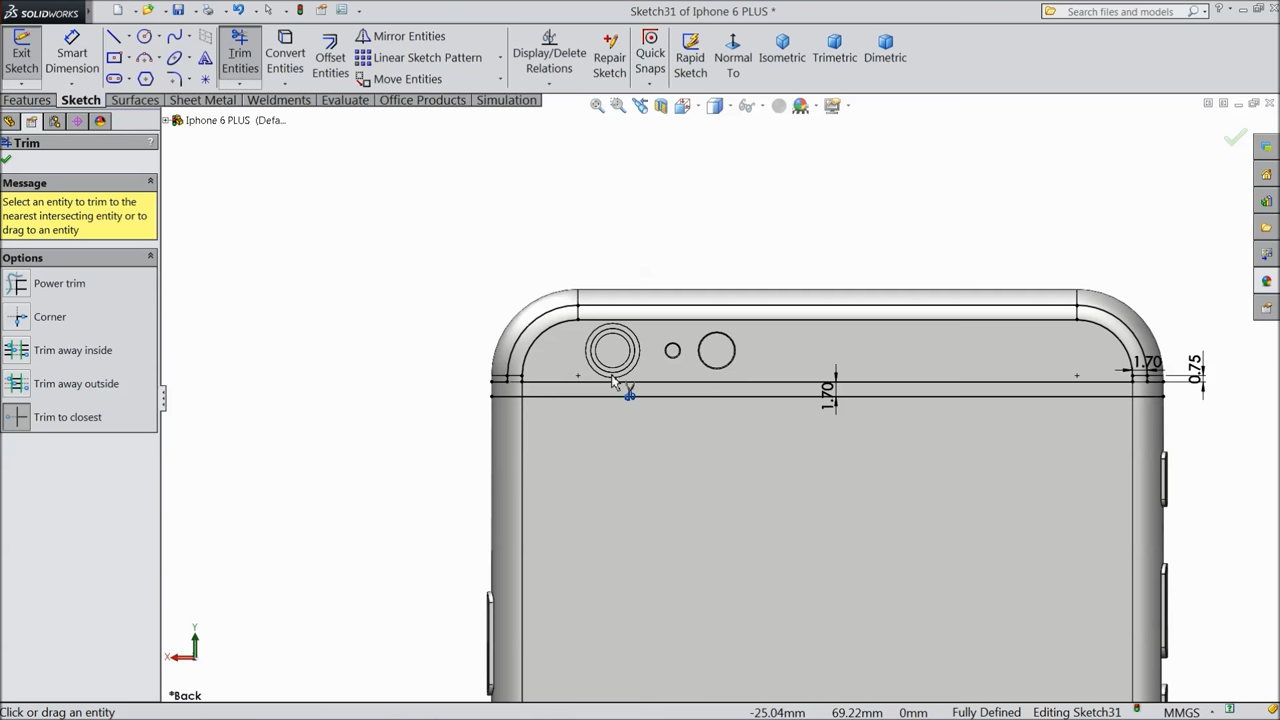 SOLIDWORKS
Sketch31 of Iphone 6 PLUS *
Search files and models
Exit Sketch
Smart Dimension
Trim Entities
Convert Entities
Offset Entities
Mirror Entities
Linear Sketch Pattern
Move Entities
Display/Delete Relations
Repair Sketch
Quick Snaps
Rapid Sketch
Normal To
Isometric
Trimetric
Dimetric
Features
Sketch
Surfaces
Sheet Metal
Weldments
Evaluate
Office Products
Simulation
Iphone 6 PLUS (Defa...
Trim
?
Message
Select an entity to trim to the
nearest intersecting entity or to
drag to an entity
Options
Power trim
Corner
Trim away inside
Trim away outside
Trim to closest
1.70
0.75
1.70
Y
X
*Back
Click or drag an entity
-25.04mm
69.22mm
0mm
Fully Defined
Editing Sketch31
MMGS